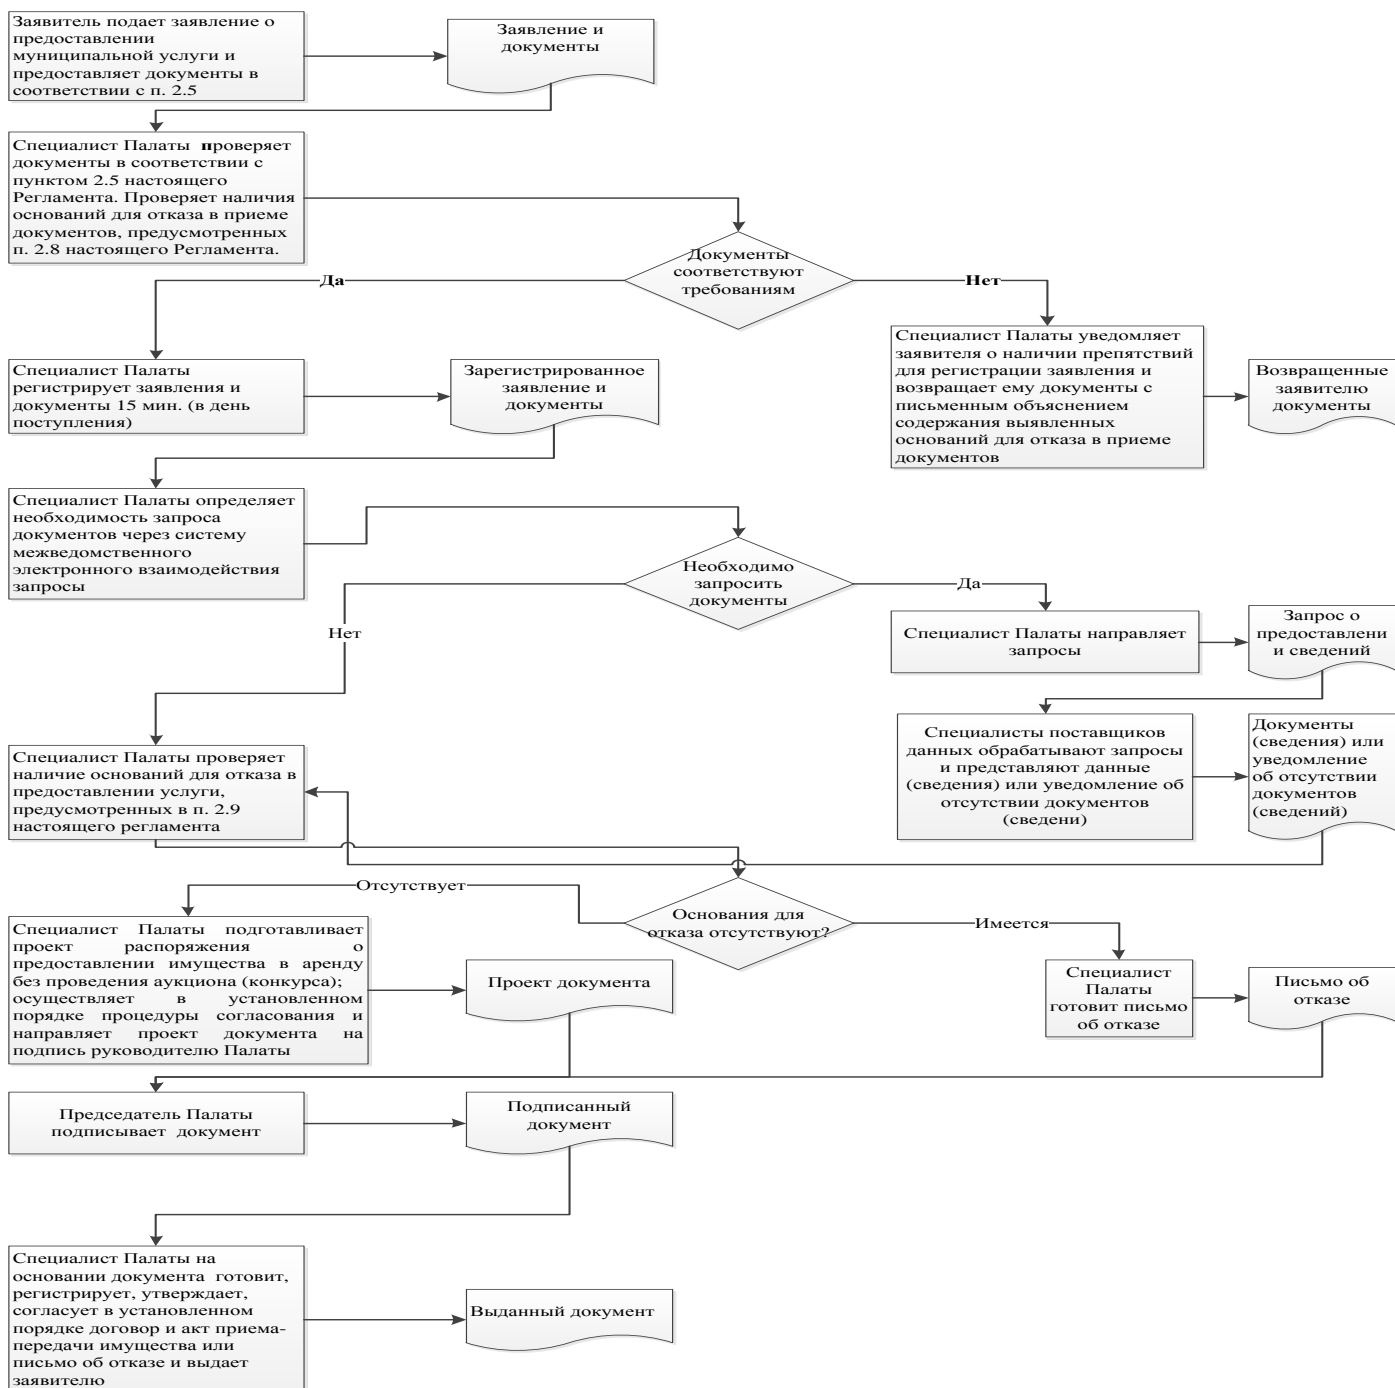 Заявитель подает заявление о
предоставлении
муниципальной услуги и
предоставляет документы в
соответствии с п. 2.5
Заявление и
документы
Специалист Палаты проверяет
документы в соответствии с
пунктом 2.5 настоящего
Регламента. Проверяет наличия
оснований для отказа в приеме
документов, предусмотренных
п. 2.8 настоящего Регламента.
Документы
соответствуют
требованиям
Да
Нет
Специалист Палаты
регистрирует заявления и
документы 15 мин. (в день
поступления)
Зарегистрированное
заявление и
документы
Специалист Палаты уведомляет
заявителя о наличии препятствий
для регистрации заявления и
возвращает ему документы с
письменным объяснением
содержания выявленных
оснований для отказа в приеме
документов
Возвращенные
заявителю
документы
Специалист Палаты определяет
необходимость запроса
документов через систему
межведомственного
электронного взаимодействия
запросы
Необходимо
запросить
документы
Да
Нет
Специалист Палаты направляет
запросы
Запрос о
предоставлени
и сведений
Специалисты поставщиков
данных обрабатывают запросы
и представляют данные
(сведения) или уведомление об
отсутствии документов
(сведени)
Документы
(сведения) или
уведомление
об отсутствии
документов
(сведений)
Специалист Палаты проверяет
наличие оснований для отказа в
предоставлении услуги,
предусмотренных в п. 2.9
настоящего регламента
Основания для
отказа отсутствуют?
Отсутствует
Имеется
Специалист Палаты подготавливает
проект распоряжения о
предоставлении имущества в аренду
без проведения аукциона (конкурса);
осуществляет в установленном
порядке процедуры согласования и
направляет проект документа на
подпись руководителю Палаты
Проект документа
Специалист
Палаты
готовит письмо
об отказе
Письмо об
отказе
Председатель Палаты
подписывает документ
Подписанный
документ
Специалист Палаты на
основании документа готовит,
регистрирует, утверждает,
согласует в установленном
порядке договор и акт приема-
передачи имущества или
письмо об отказе и выдает
заявителю
Выданный документ